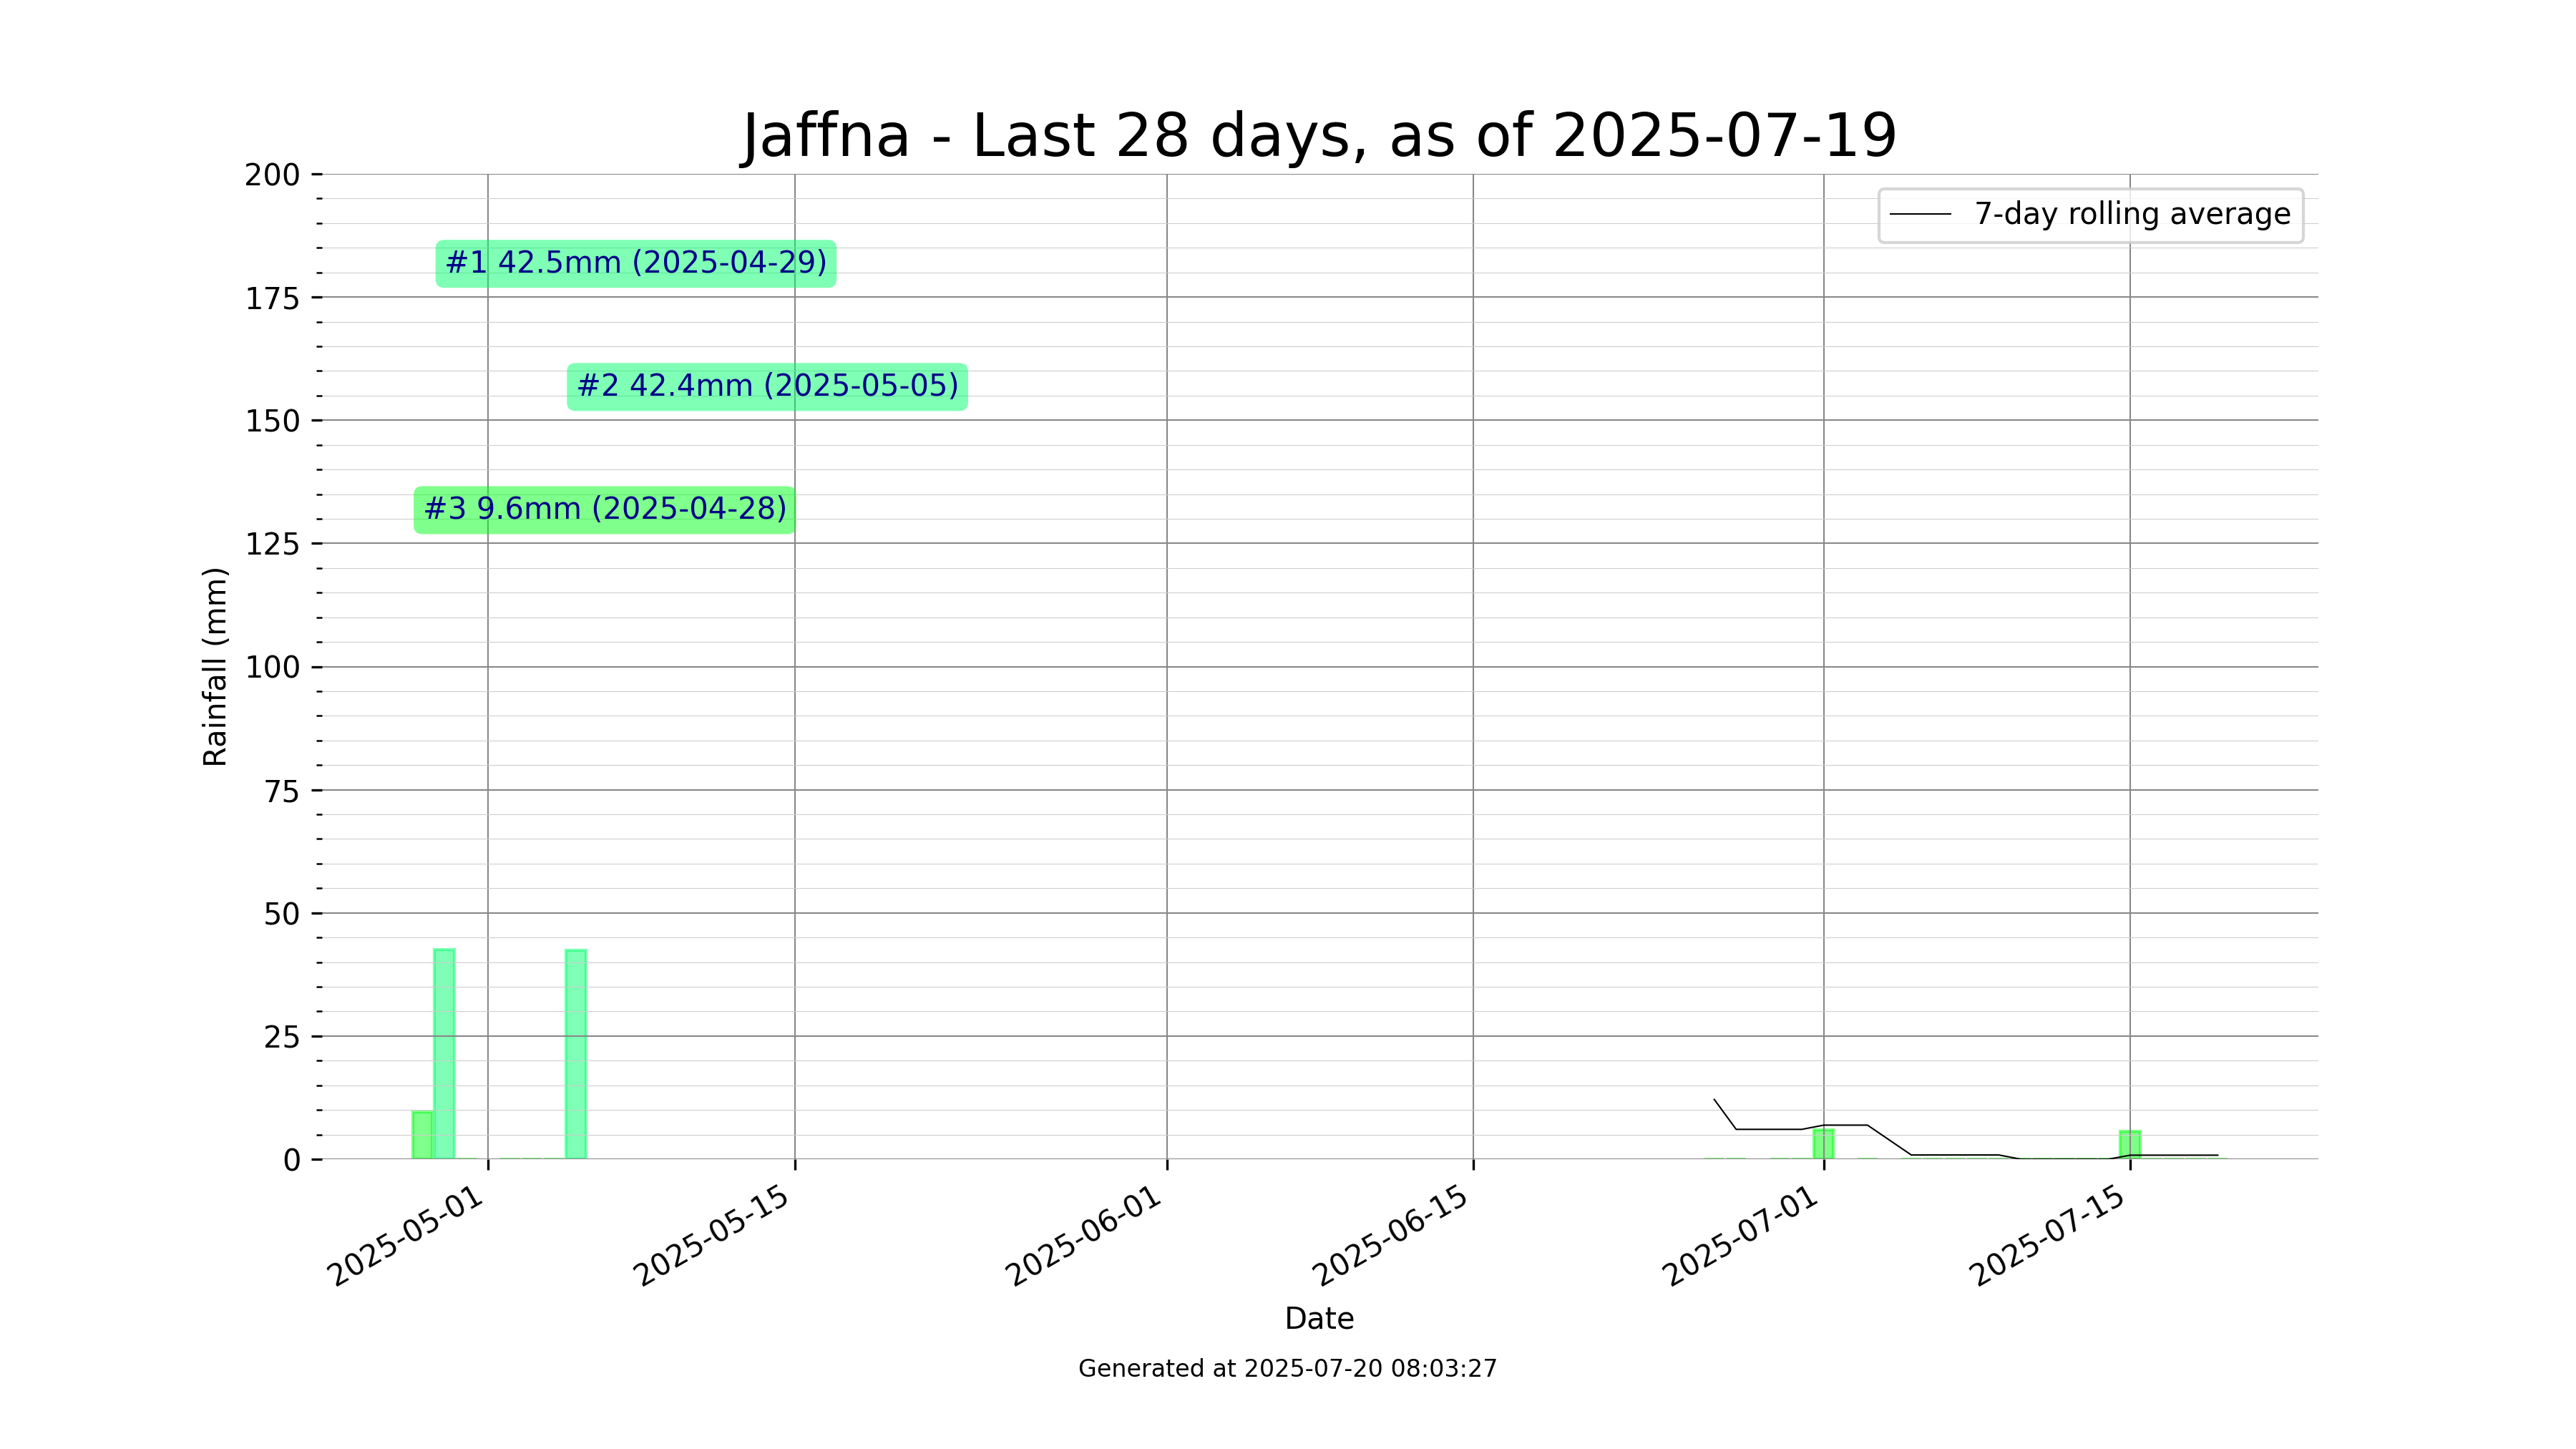 Jaffna - Last 28 days, as of 2025-07-19
200
175
150
125
100
75
50
25
0
Rainfall (mm)
7-day rolling average
#1 42.5mm (2025-04-29)
#2 42.4mm (2025-05-05)
#3 9.6mm (2025-04-28)
2025-05-01
2025-05-15
2025-06-01
2025-06-15
2025-07-01
2025-07-15
Date
Generated at 2025-07-20 08:03:27